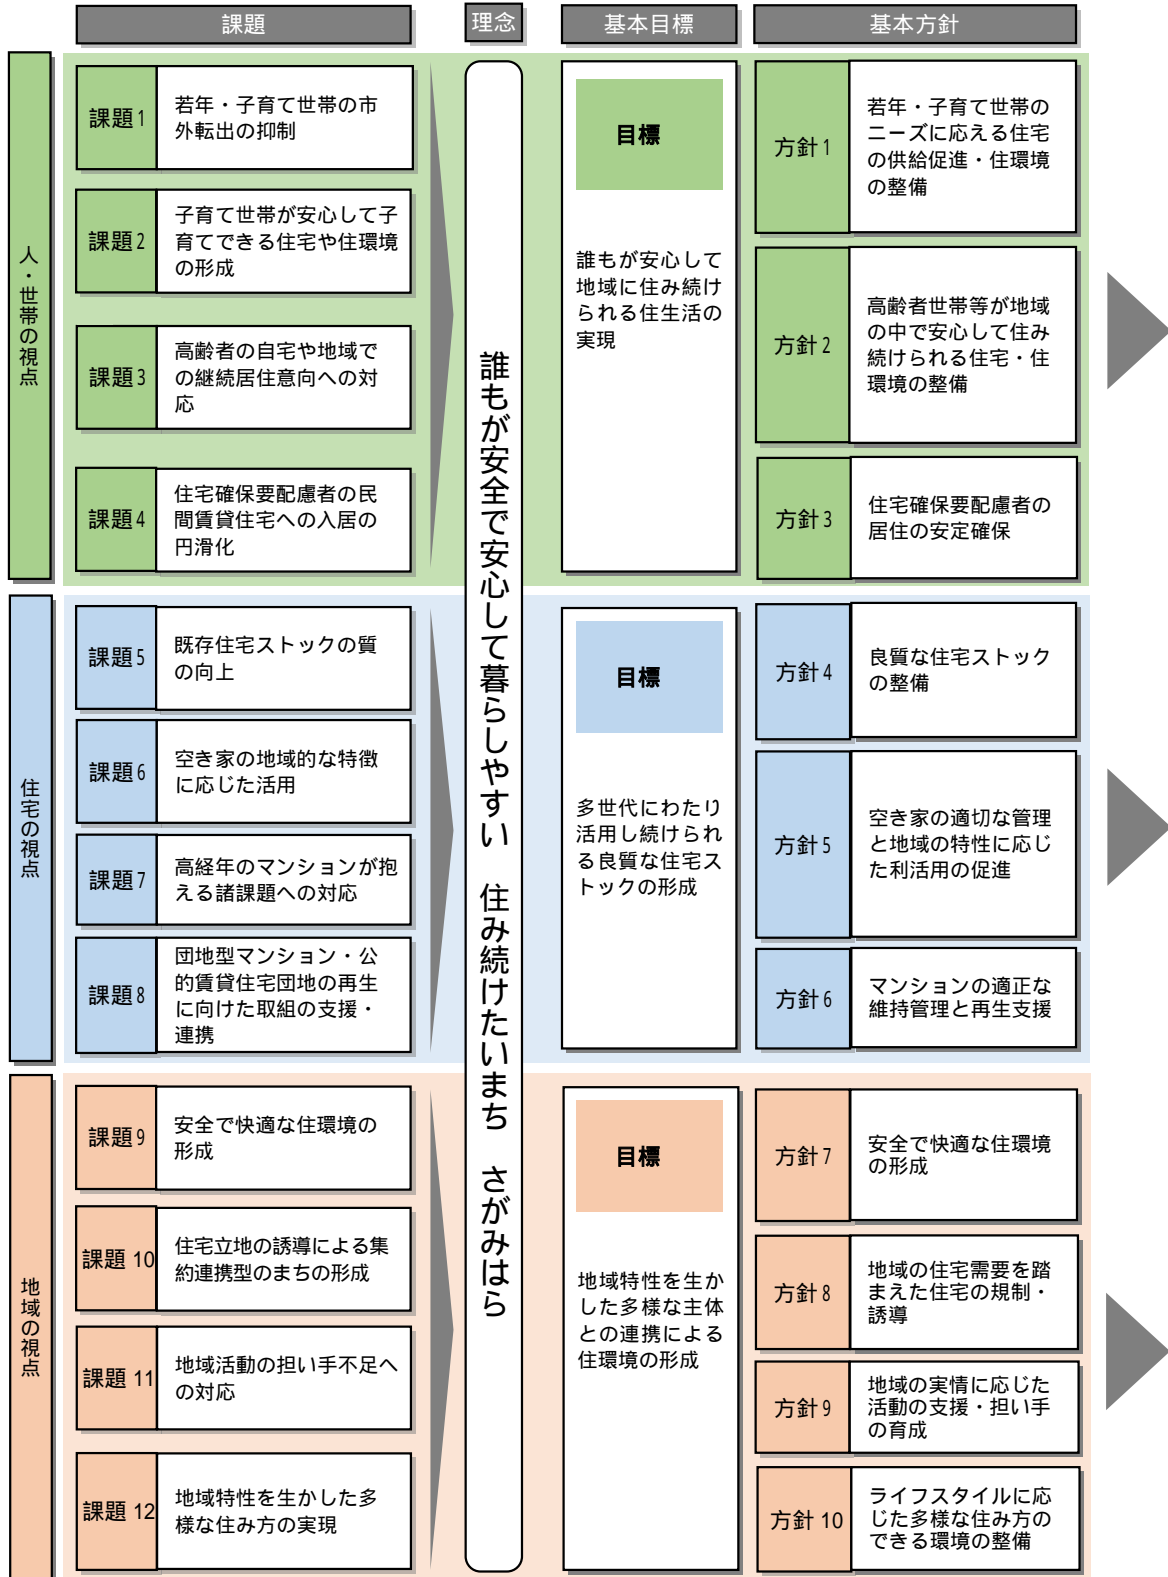 課題
理念
基本目標
基本方針
人・世帯の視点
課題1
若年・子育て世帯の市
外転出の抑制
課題2
子育て世帯が安心して子
育てできる住宅や住環境
の形成
課題3
高齢者の自宅や地域で
の継続居住意向への対
応
課題4
住宅確保要配慮者の民
間賃貸住宅への入居の
円滑化
誰もが安全で安心して暮らしやすい 住み続けたいまち さがみはら
目標
誰もが安心して
地域に住み続け
られる住生活の
実現
方針1
若年・子育て世帯の
ニーズに応える住宅
の供給促進・住環境
の整備
方針2
高齢者世帯等が地域
の中で安心して住み
続けられる住宅・住
環境の整備
方針3
住宅確保要配慮者の
居住の安定確保
住宅の視点
課題5
既存住宅ストックの質
の向上
課題6
空き家の地域的な特徴
に応じた活用
課題7
高経年のマンションが抱
える諸課題への対応
課題8
団地型マンション・公
的賃貸住宅団地の再生
に向けた取組の支援・
連携
目標
多世代にわたり
活用し続けられ
る良質な住宅ス
トックの形成
方針4
良質な住宅ストック
の整備
方針5
空き家の適切な管理
と地域の特性に応じ
た利活用の促進
方針6
マンションの適正な
維持管理と再生支援
地域の視点
課題9
安全で快適な住環境の
形成
課題10
住宅立地の誘導による集
約連携型のまちの形成
課題11
地域活動の担い手不足へ
の対応
課題12
地域特性を生かした多
様な住み方の実現
目標
地域特性を生か
した多様な主体
との連携による
住環境の形成
方針7
安全で快適な住環境
の形成
方針8
地域の住宅需要を踏
まえた住宅の規制・
誘導
方針9
地域の実情に応じた
活動の支援・担い手
の育成
方針10
ライフスタイルに応
じた多様な住み方の
できる環境の整備